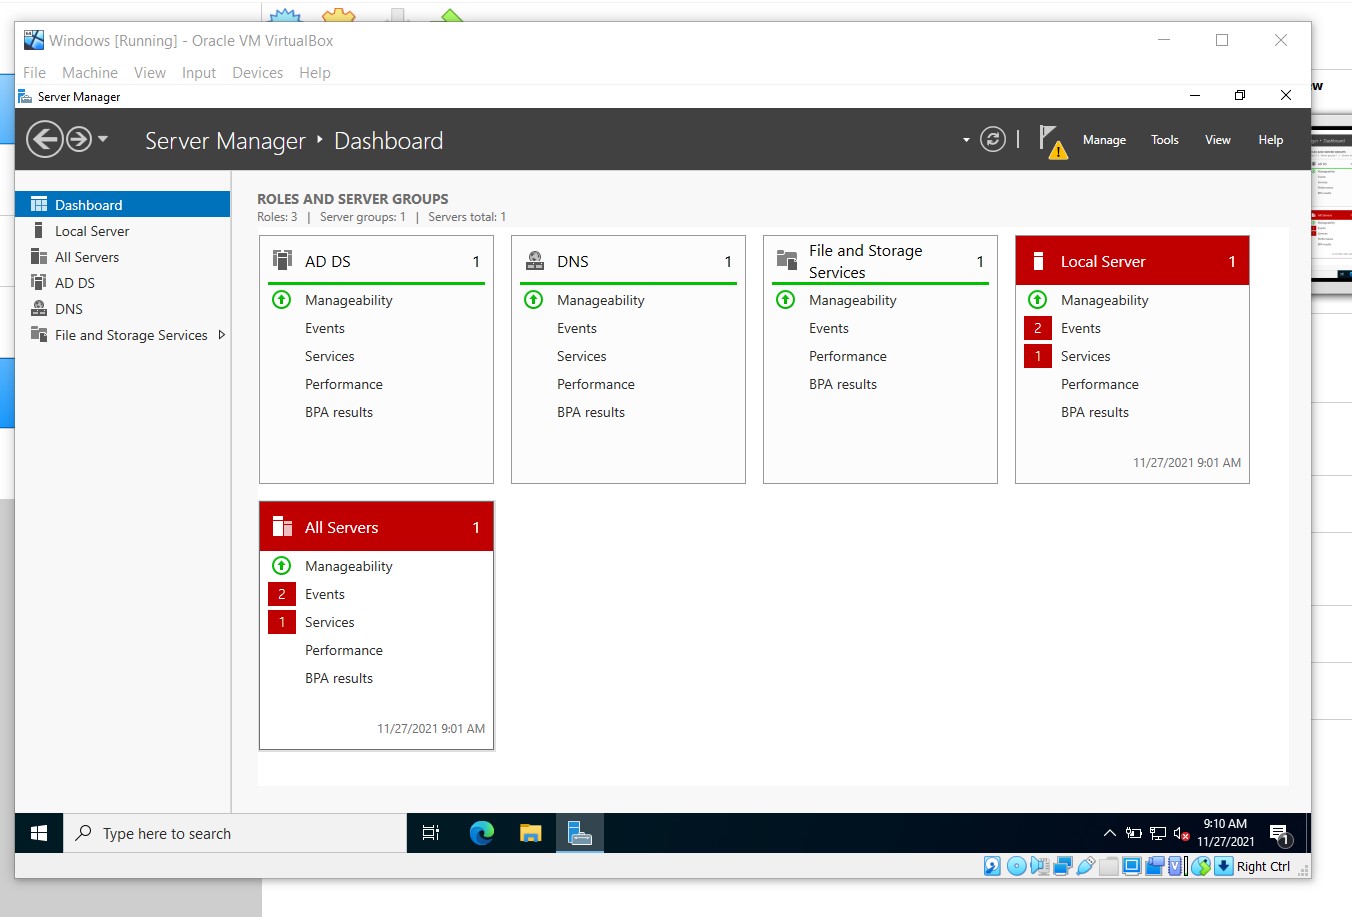 Windows [Running] - Oracle VM VirtualBox
File Machine View Input Devices Help
Server Manager
Server Manager Dashboard
Manage Tools View Help
Dashboard
Local Server
All Servers
AD DS
DNS
File and Storage Services
ROLES AND SERVER GROUPS
Roles: 3 | Server groups: 1 | Servers total: 1
AD DS 1
Manageability
Events
Services
Performance
BPA results
DNS 1
Manageability
Events
Services
Performance
BPA results
File and Storage
Services 1
Manageability
Events
Performance
BPA results
Local Server 1
Manageability
2 Events
1 Services
Performance
BPA results
11/27/2021 9:01 AM
All Servers 1
Manageability
2 Events
1 Services
Performance
BPA results
11/27/2021 9:01 AM
Type here to search
9:10 AM
11/27/2021
1
Right Ctrl